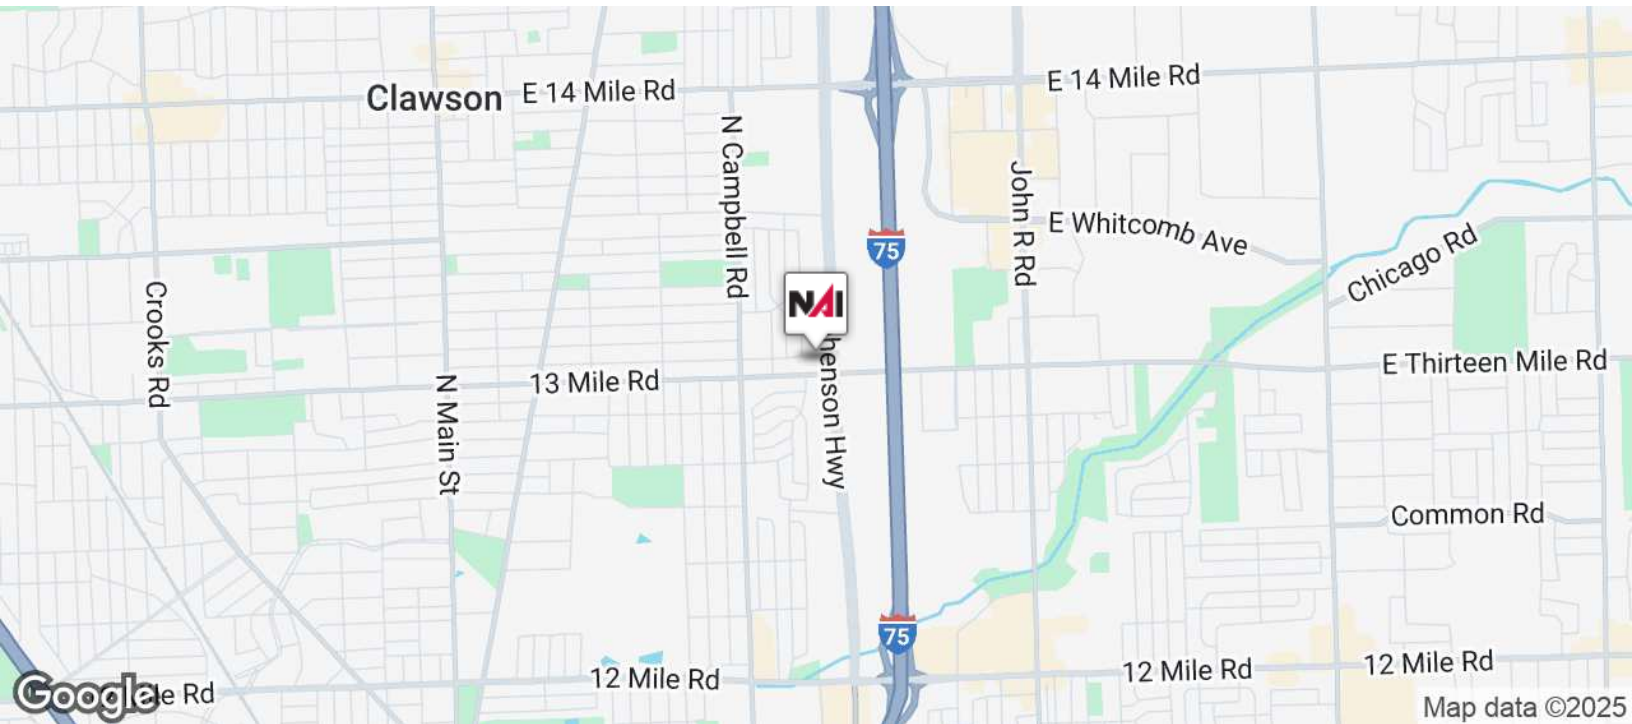 Clawson
E 14 Mile Rd
E 14 Mile Rd
N Campbell Rd
John R Rd
E Whitcomb Ave
75
Chicago Rd
Crooks Rd
NAI
henson Hwy
E Thirteen Mile Rd
13 Mile Rd
N Main St
Common Rd
75
12 Mile Rd
12 Mile Rd
12 Mile Rd
Google
Rd
Map data ©2025